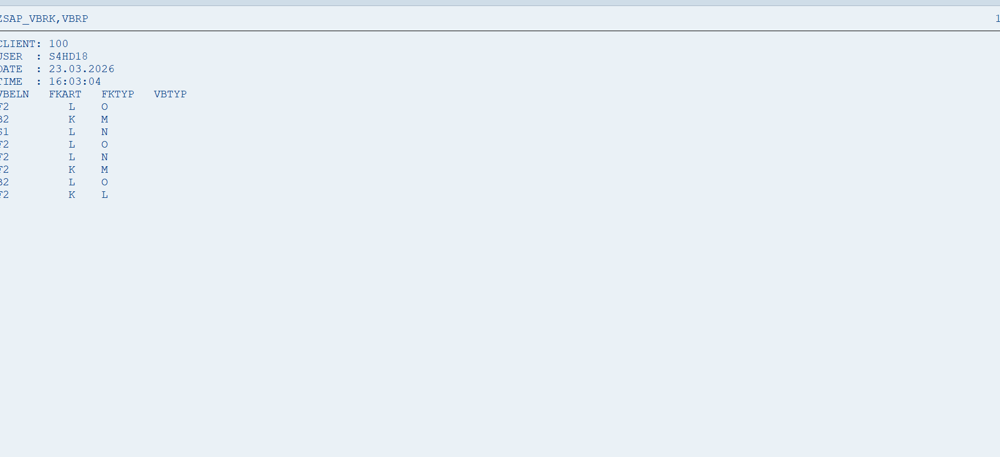 ZSAP_VBRK,VBRP 1
CLIENT: 100
USER : S4HD18
DATE : 23.03.2026
TIME : 16:03:04
VBELN FKART FKTYP VBTYP
F2 L O
B2 K M
S1 L N
F2 L O
F2 L N
F2 K M
B2 L O
F2 K L